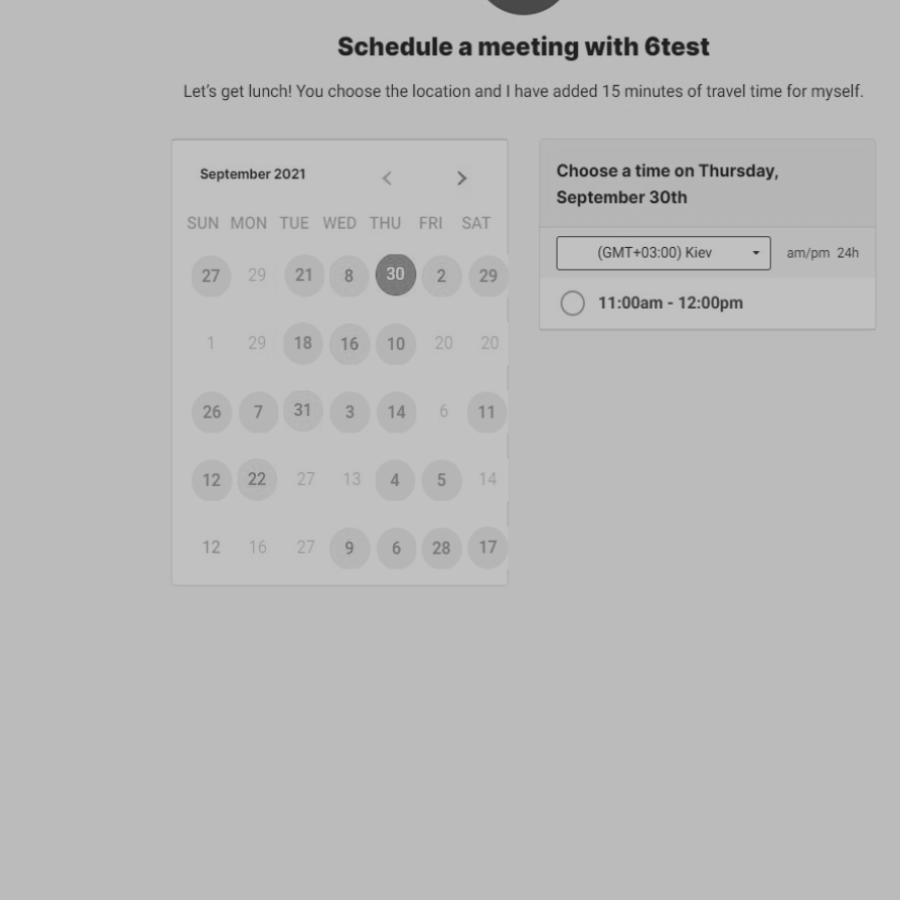 Schedule a meeting with 6test
Let's get lunch! You choose the location and I have added 15 minutes of travel time for myself.
September 2021
SUN MON TUE WED THU FRI SAT
27 29 21 8 30 2 29
1 29 18 16 10 20 20
26 7 31 3 14 6 11
12 22 27 13 4 5 14
12 16 27 9 6 28 17
Choose a time on Thursday,
September 30th
(GMT+03:00) Kiev am/pm 24h
11:00am - 12:00pm